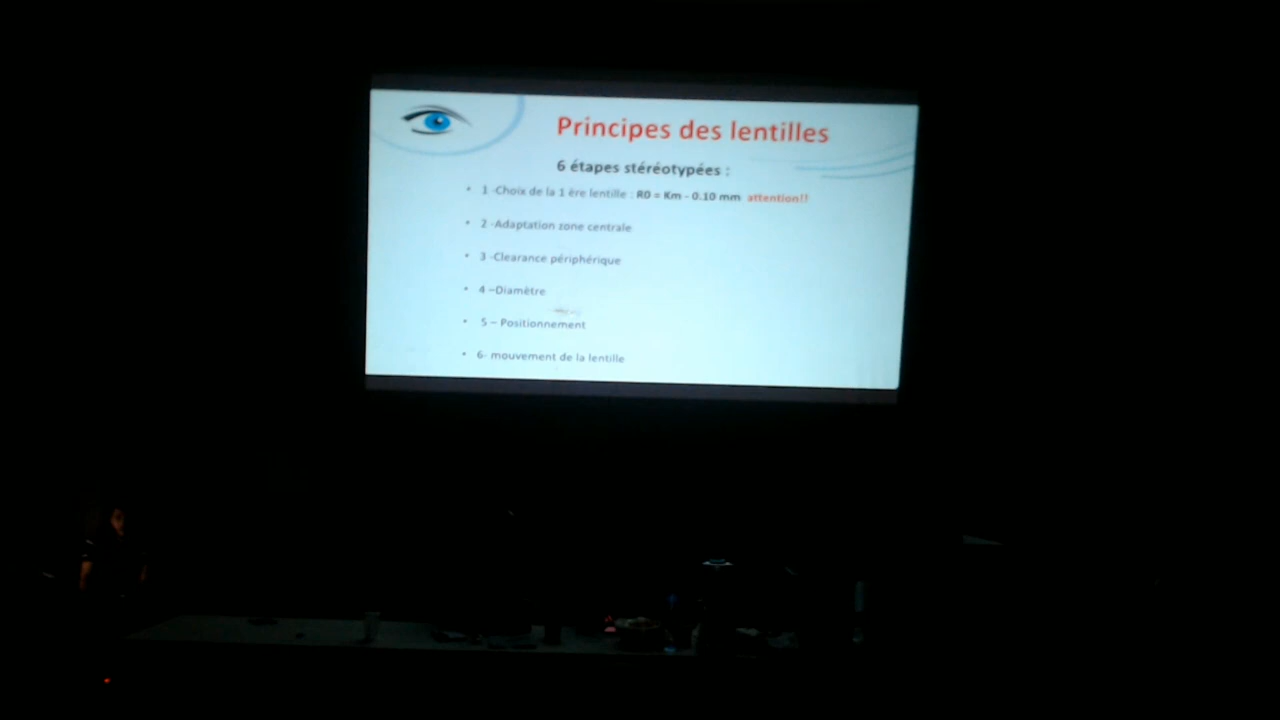 Principes des lentilles
6 étapes stéréotypées :
• 1 -Choix de la 1 ère lentille : R0 = Km - 0.10 mm attention!!
• 2 -Adaptation zone centrale
• 3 -Clearance périphérique
• 4 –Diamètre
• 5 – Positionnement
• 6- mouvement de la lentille